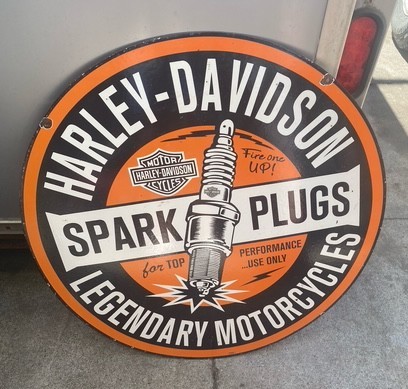 HARLEY-DAVIDSON
MOTOR
HARLEY-DAVIDSON
CYCLES
Fire one
UP!
SPARK PLUGS
for TOP
PERFORMANCE
...USE ONLY
LEGENDARY MOTORCYCLES